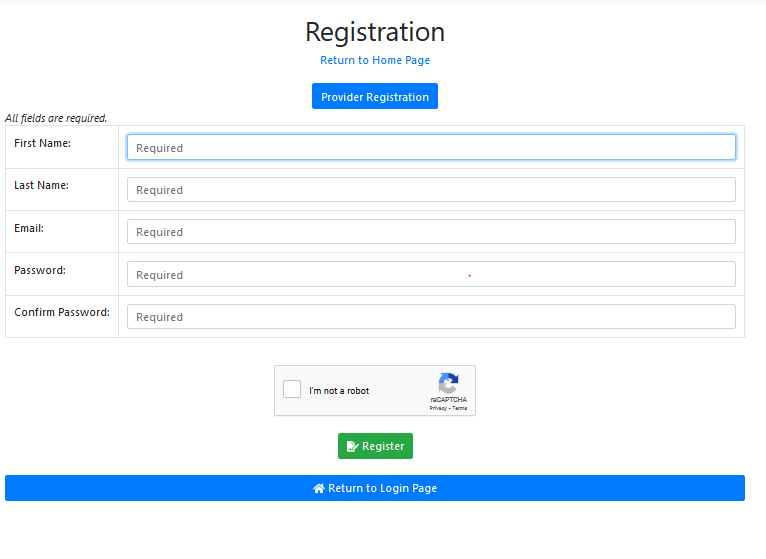 Registration
Return to Home Page
Provider Registration
All fields are required.
First Name: Required
Last Name: Required
Email: Required
Password: Required
Confirm Password: Required
I'm not a robot
reCAPTCHA
Privacy - Terms
Register
Return to Login Page